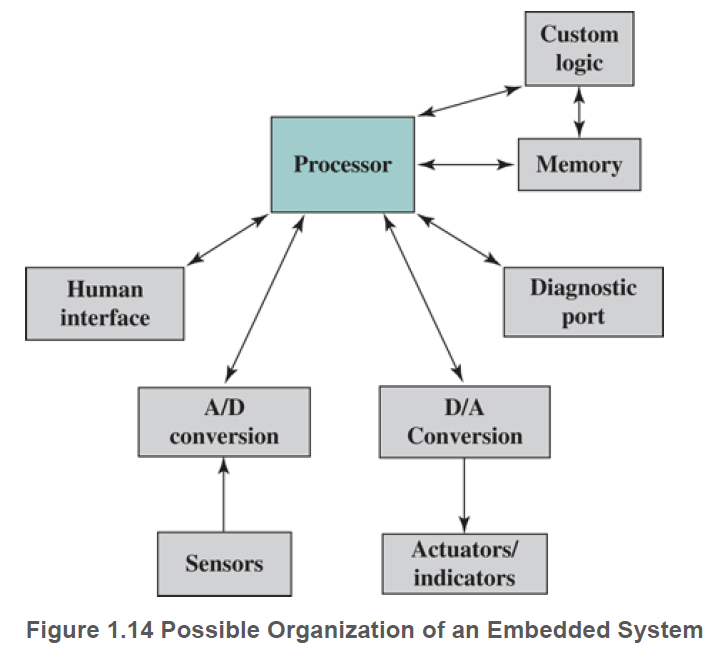 Custom
logic
Processor
Memory
Human
interface
Diagnostic
port
A/D
conversion
D/A
Conversion
Sensors
Actuators/
indicators
Figure 1.14 Possible Organization of an Embedded System